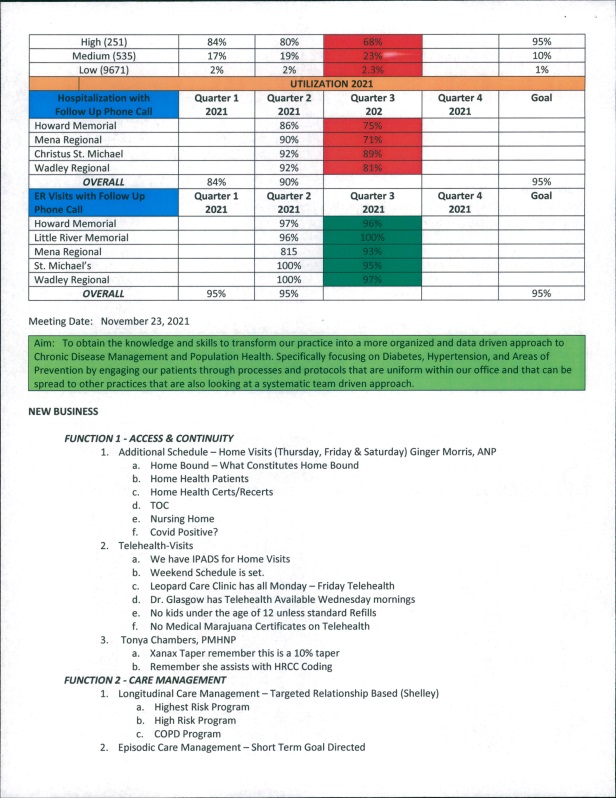 High (251) 84% 80% 68% 95%
Medium (535) 17% 19% 23% 10%
Low (9671) 2% 2% 2.3% 1%
UTILIZATION 2021
Hospitalization with Quarter 1 Quarter 2 Quarter 3 Quarter 4 Goal
Follow Up Phone Call 2021 2021 202 2021
Howard Memorial 86% 75%
Mena Regional 90% 71%
Christus St. Michael 92% 89%
Wadley Regional 92% 81%
OVERALL 84% 90% 95%
ER Visits with Follow Up Quarter 1 Quarter 2 Quarter 3 Quarter 4 Goal
Phone Call 2021 2021 2021 2021
Howard Memorial 97% 96%
Little River Memorial 96% 100%
Mena Regional 815 93%
St. Michael's 100% 95%
Wadley Regional 100% 97%
OVERALL 95% 95% 95%
Meeting Date: November 23, 2021
Aim: To obtain the knowledge and skills to transform our practice into a more organized and data driven approach to
Chronic Disease Management and Population Health. Specifically focusing on Diabetes, Hypertension, and Areas of
Prevention by engaging our patients through processes and protocols that are uniform within our office and that can be
spread to other practices that are also looking at a systematic team driven approach.
NEW BUSINESS
FUNCTION 1 - ACCESS & CONTINUITY
1. Additional Schedule – Home Visits (Thursday, Friday & Saturday) Ginger Morris, ANP
a. Home Bound – What Constitutes Home Bound
b. Home Health Patients
c. Home Health Certs/Recerts
d. TOC
e. Nursing Home
f. Covid Positive?
2. Telehealth-Visits
a. We have IPADS for Home Visits
b. Weekend Schedule is set.
c. Leopard Care Clinic has all Monday – Friday Telehealth
d. Dr. Glasgow has Telehealth Available Wednesday mornings
e. No kids under the age of 12 unless standard Refills
f. No Medical Marajuana Certificates on Telehealth
3. Tonya Chambers, PMHNP
a. Xanax Taper remember this is a 10% taper
b. Remember she assists with HRCC Coding
FUNCTION 2 - CARE MANAGEMENT
1. Longitudinal Care Management – Targeted Relationship Based (Shelley)
a. Highest Risk Program
b. High Risk Program
c. COPD Program
2. Episodic Care Management – Short Term Goal Directed